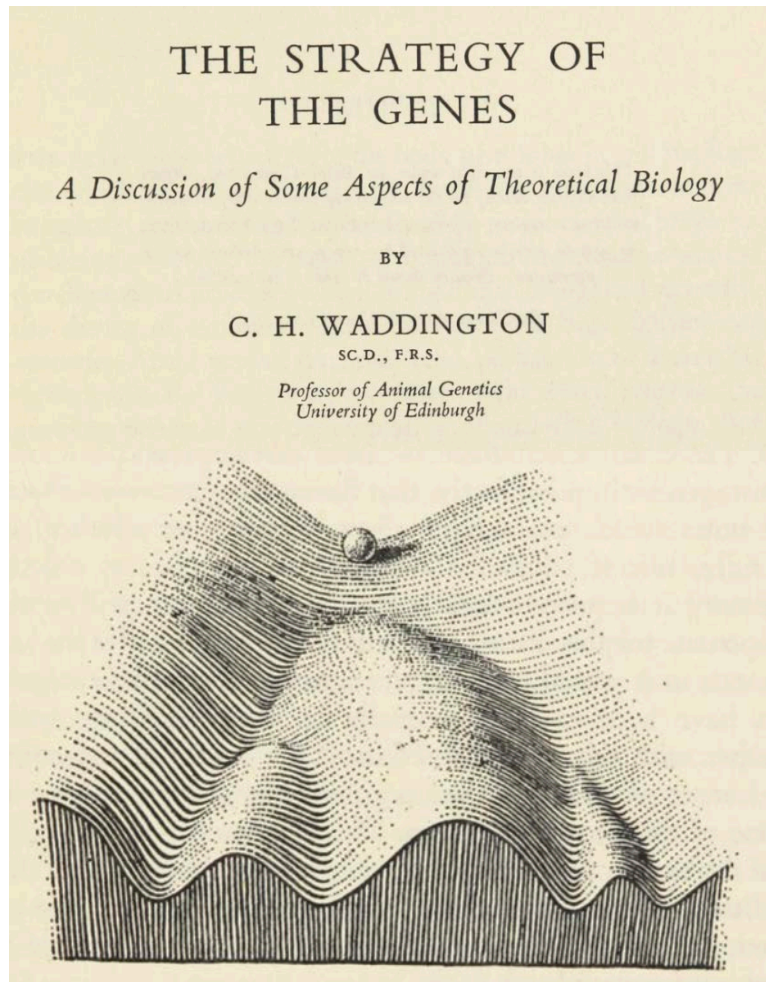 THE STRATEGY OF
THE GENES
A Discussion of Some Aspects of Theoretical Biology
BY
C. H. WADDINGTON
SC.D., F.R.S.
Professor of Animal Genetics
University of Edinburgh